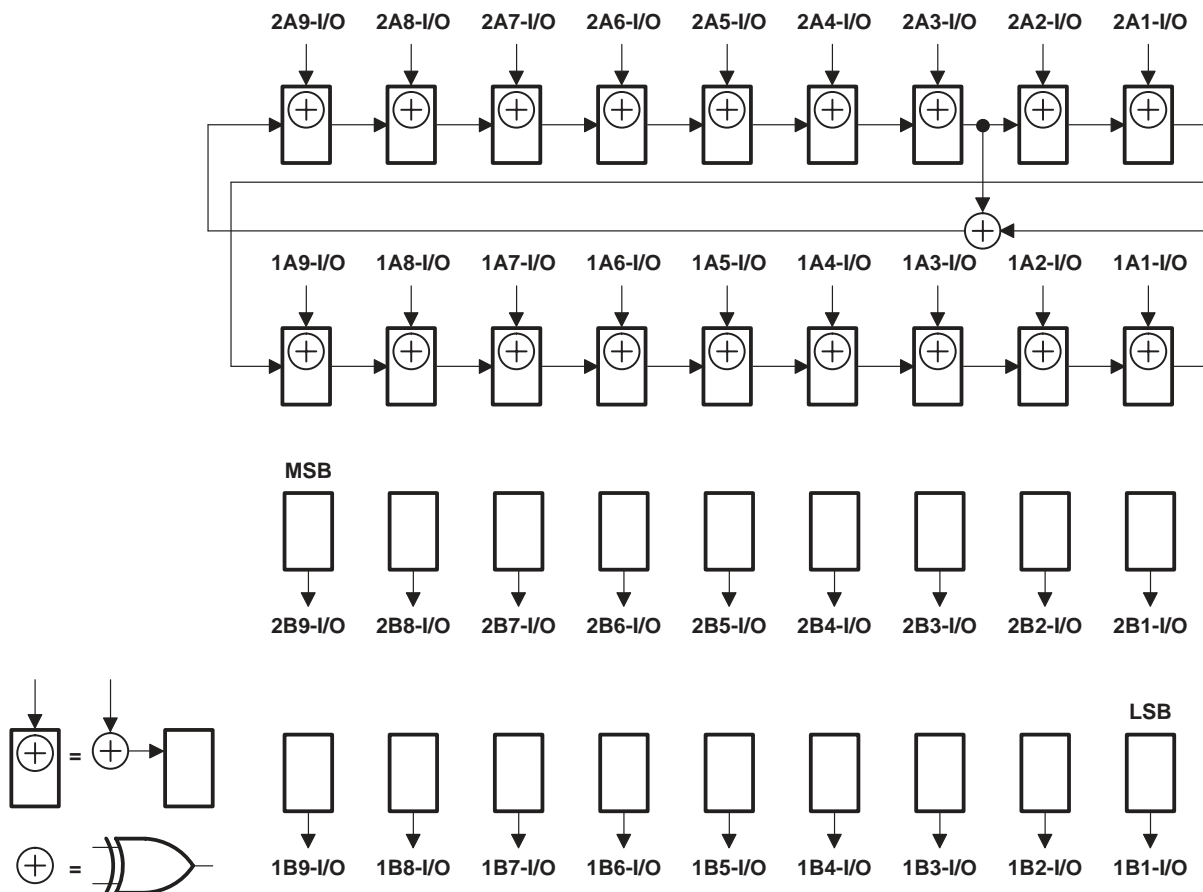 2A9-I/O 2A8-I/O 2A7-I/O 2A6-I/O 2A5-I/O 2A4-I/O 2A3-I/O 2A2-I/O 2A1-I/O
1A9-I/O 1A8-I/O 1A7-I/O 1A6-I/O 1A5-I/O 1A4-I/O 1A3-I/O 1A2-I/O 1A1-I/O
MSB
2B9-I/O 2B8-I/O 2B7-I/O 2B6-I/O 2B5-I/O 2B4-I/O 2B3-I/O 2B2-I/O 2B1-I/O
LSB
=
=
1B9-I/O 1B8-I/O 1B7-I/O 1B6-I/O 1B5-I/O 1B4-I/O 1B3-I/O 1B2-I/O 1B1-I/O